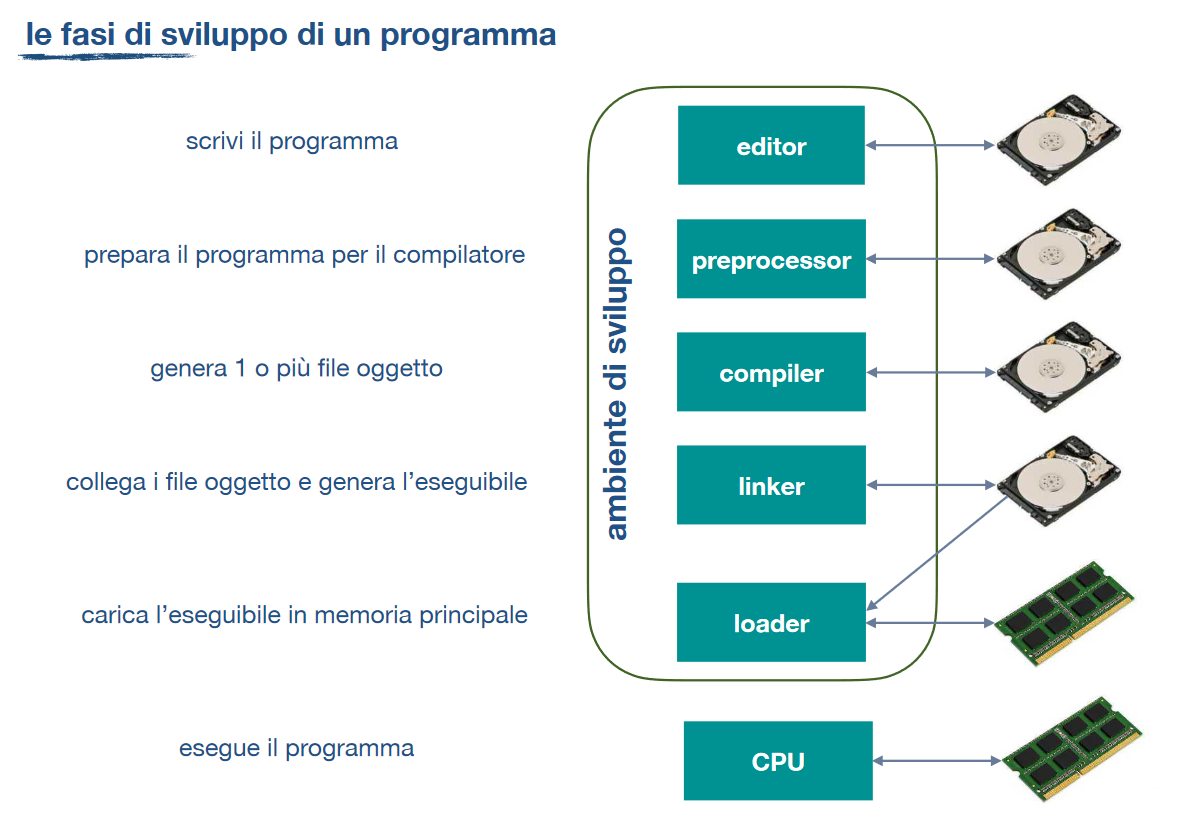 le fasi di sviluppo di un programma
scrivi il programma
editor
prepara il programma per il compilatore
preprocessor
genera 1 o più file oggetto
compiler
collega i file oggetto e genera l’eseguibile
linker
carica l’eseguibile in memoria principale
loader
ambiente di sviluppo
esegue il programma
CPU